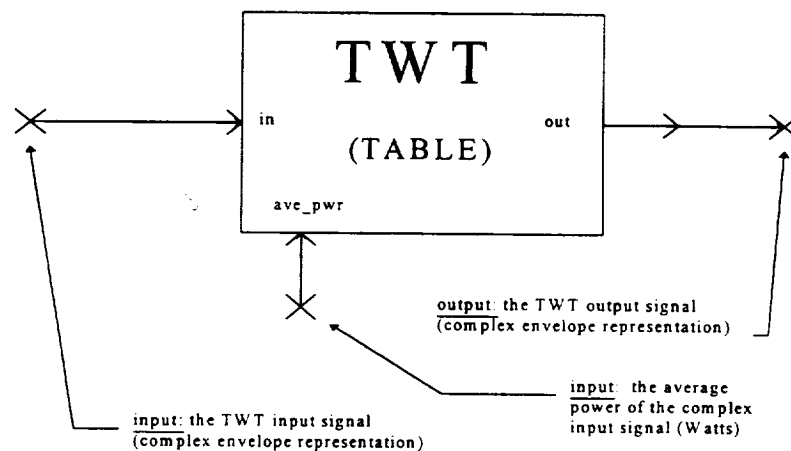 TWT
in
out
(TABLE)
ave_pwr
output: the TWT output signal
(complex envelope representation)
input: the average
power of the complex
input signal (Watts)
input: the TWT input signal
(complex envelope representation)